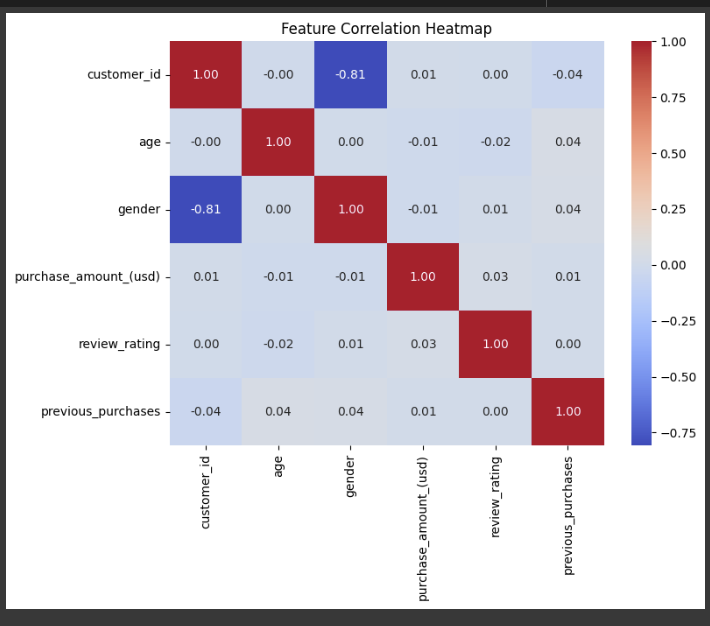 Feature Correlation Heatmap
customer_id 1.00 -0.00 -0.81 0.01 0.00 -0.04
age -0.00 1.00 0.00 -0.01 -0.02 0.04
gender -0.81 0.00 1.00 -0.01 0.01 0.04
purchase_amount_(usd) 0.01 -0.01 -0.01 1.00 0.03 0.01
review_rating 0.00 -0.02 0.01 0.03 1.00 0.00
previous_purchases -0.04 0.04 0.04 0.01 0.00 1.00
customer_id
age
gender
purchase_amount_(usd)
review_rating
previous_purchases
1.00
0.75
0.50
0.25
0.00
−0.25
−0.50
−0.75